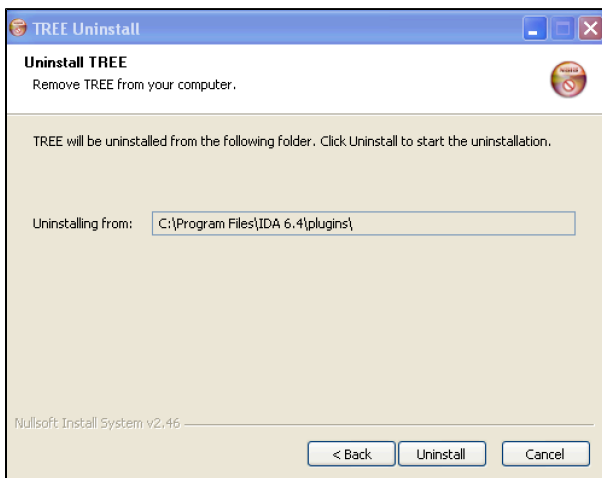 TREE Uninstall
Uninstall TREE
Remove TREE from your computer.
TREE will be uninstalled from the following folder. Click Uninstall to start the uninstallation.
Uninstalling from: C:\Program Files\IDA 6.4\plugins\
Nullsoft Install System v2.46
< Back Uninstall Cancel